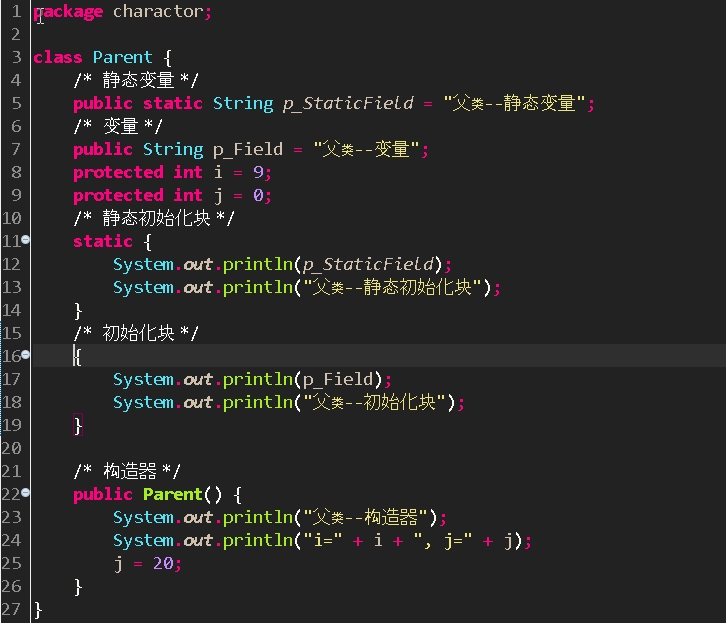 1 package charactor;
2
3 class Parent {
4 /* 静态变量 */
5 public static String p_StaticField = "父类--静态变量";
6 /* 变量 */
7 public String p_Field = "父类--变量";
8 protected int i = 9;
9 protected int j = 0;
10 /* 静态初始化块 */
11 static {
12 System.out.println(p_StaticField);
13 System.out.println("父类--静态初始化块");
14 }
15 /* 初始化块 */
16 {
17 System.out.println(p_Field);
18 System.out.println("父类--初始化块");
19 }
20
21 /* 构造器 */
22 public Parent() {
23 System.out.println("父类--构造器");
24 System.out.println("i=" + i + ", j=" + j);
25 j = 20;
26 }
27 }